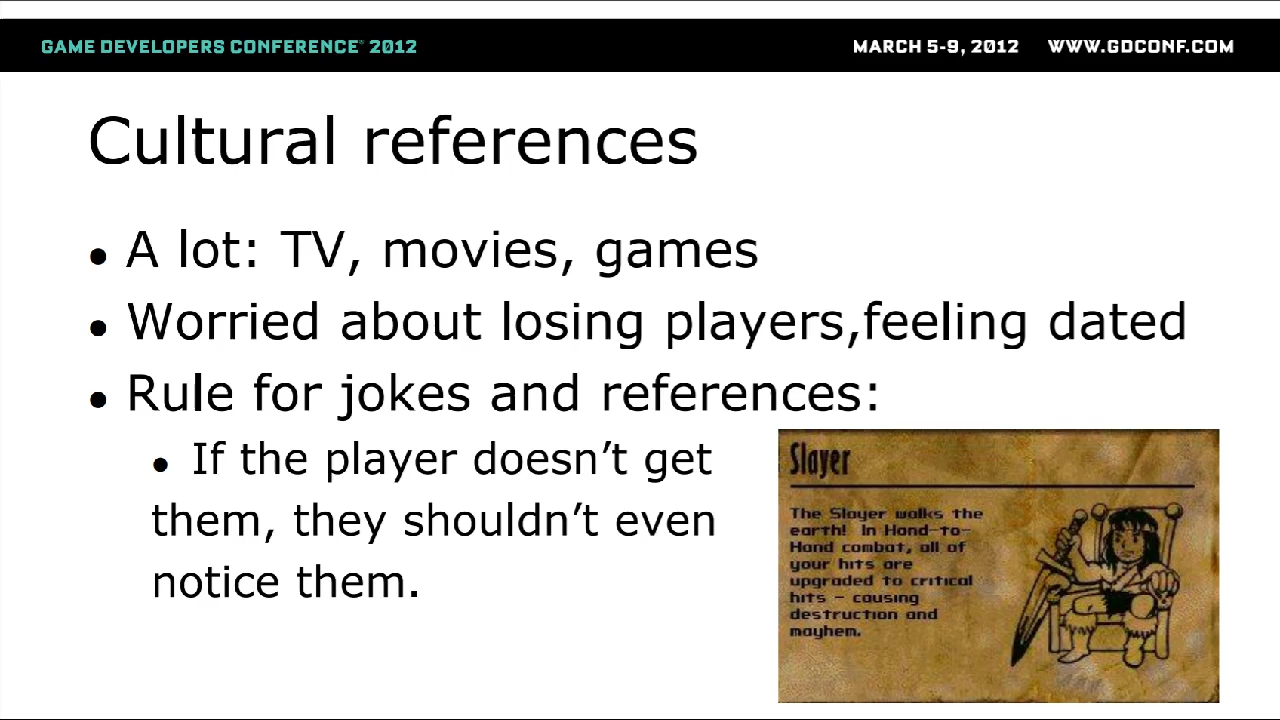 GAME DEVELOPERS CONFERENCE® 2012
MARCH 5-9, 2012 WWW.GDCONF.COM
Cultural references
• A lot: TV, movies, games
• Worried about losing players,feeling dated
• Rule for jokes and references:
• If the player doesn’t get
them, they shouldn’t even
notice them.
Slayer
The Slayer walks the
earth! In Hand-to-
Hand combat, all of
your hits are
upgraded to critical
hits - causing
destruction and
mayhem.